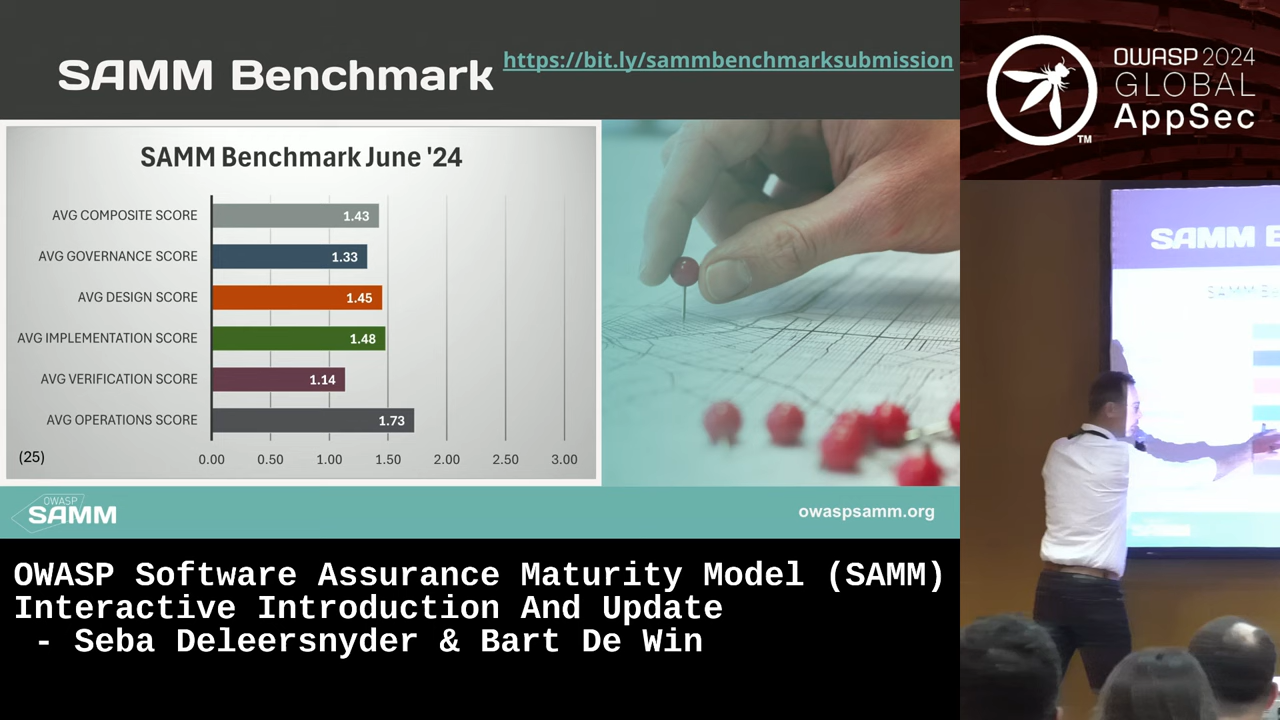 SAMM Benchmark
https://bit.ly/sammbenchmarksubmission
SAMM Benchmark June '24
AVG COMPOSITE SCORE
1.43
AVG GOVERNANCE SCORE
1.33
AVG DESIGN SCORE
1.45
AVG IMPLEMENTATION SCORE
1.48
AVG VERIFICATION SCORE
1.14
AVG OPERATIONS SCORE
1.73
(25)
0.00 0.50 1.00 1.50 2.00 2.50 3.00
OWASP
SAMM
owaspsamm.org
OWASP Software Assurance Maturity Model (SAMM)
Interactive Introduction And Update
- Seba Deleersnyder & Bart De Win
OWASP 2024
GLOBAL
AppSec
TM
SAMM